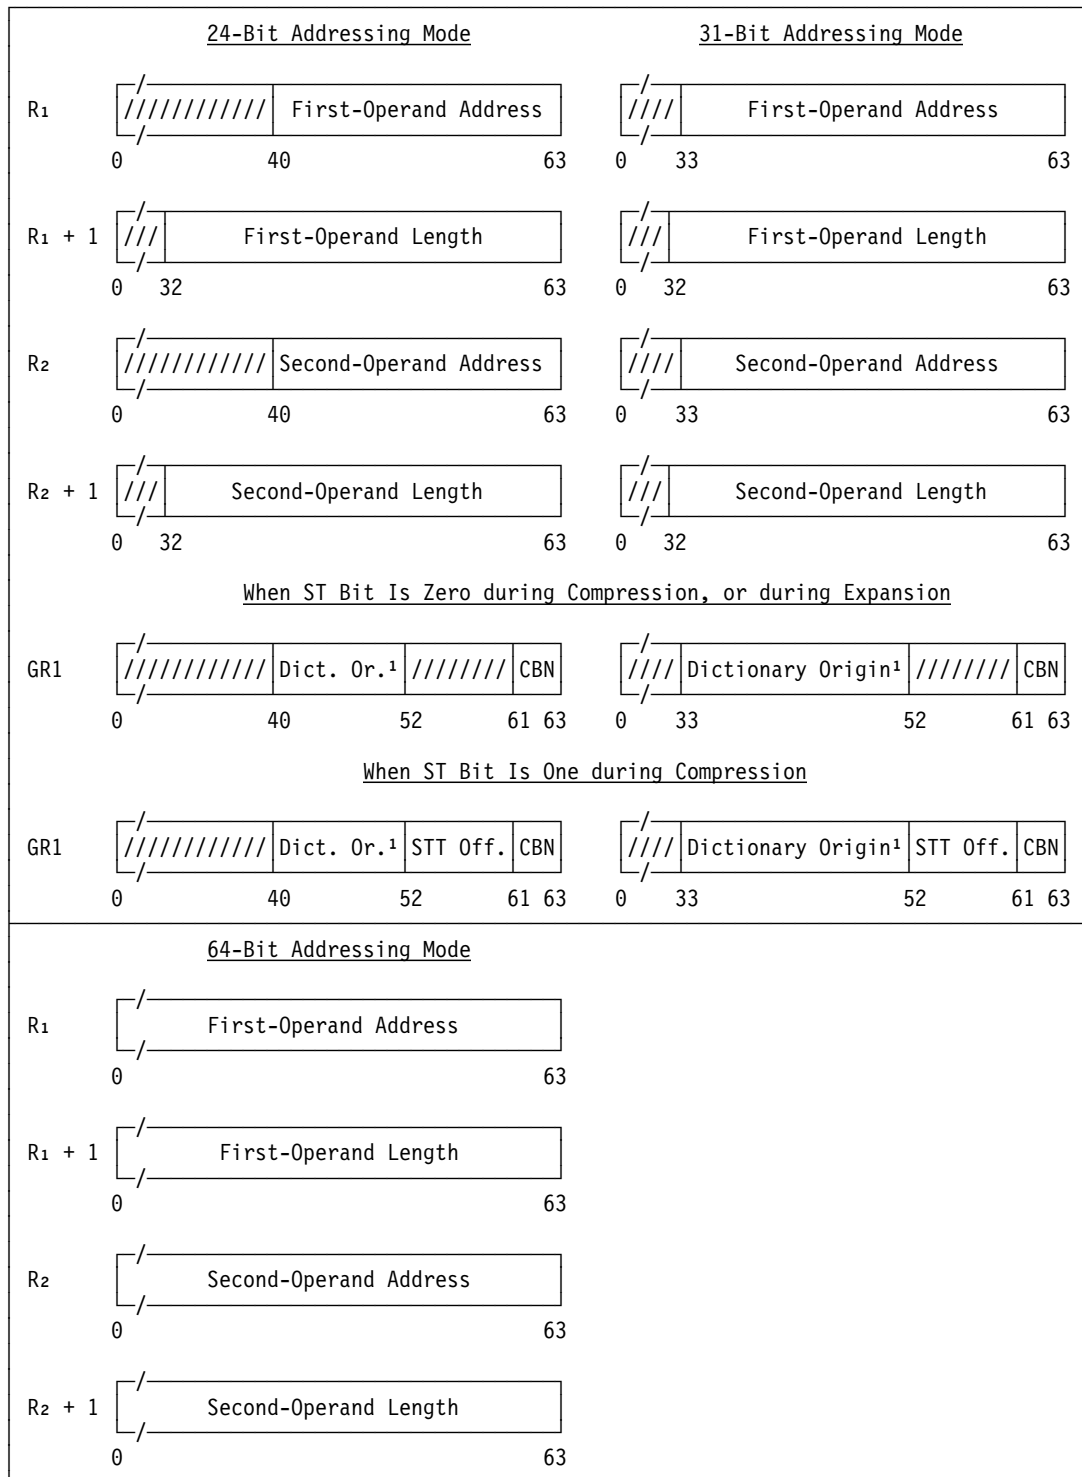 24-Bit Addressing Mode 31-Bit Addressing Mode
R₁ //////////// First-Operand Address //// First-Operand Address
0 40 63 0 33 63
R₁ + 1 /// First-Operand Length /// First-Operand Length
0 32 63 0 32 63
R₂ //////////// Second-Operand Address //// Second-Operand Address
0 40 63 0 33 63
R₂ + 1 /// Second-Operand Length /// Second-Operand Length
0 32 63 0 32 63
When ST Bit Is Zero during Compression, or during Expansion
GR1 //////////// Dict. Or.¹ //////// CBN //// Dictionary Origin¹ //////// CBN
0 40 52 61 63 0 33 52 61 63
When ST Bit Is One during Compression
GR1 //////////// Dict. Or.¹ STT Off. CBN //// Dictionary Origin¹ STT Off. CBN
0 40 52 61 63 0 33 52 61 63
64-Bit Addressing Mode
R₁ First-Operand Address
0 63
R₁ + 1 First-Operand Length
0 63
R₂ Second-Operand Address
0 63
R₂ + 1 Second-Operand Length
0 63